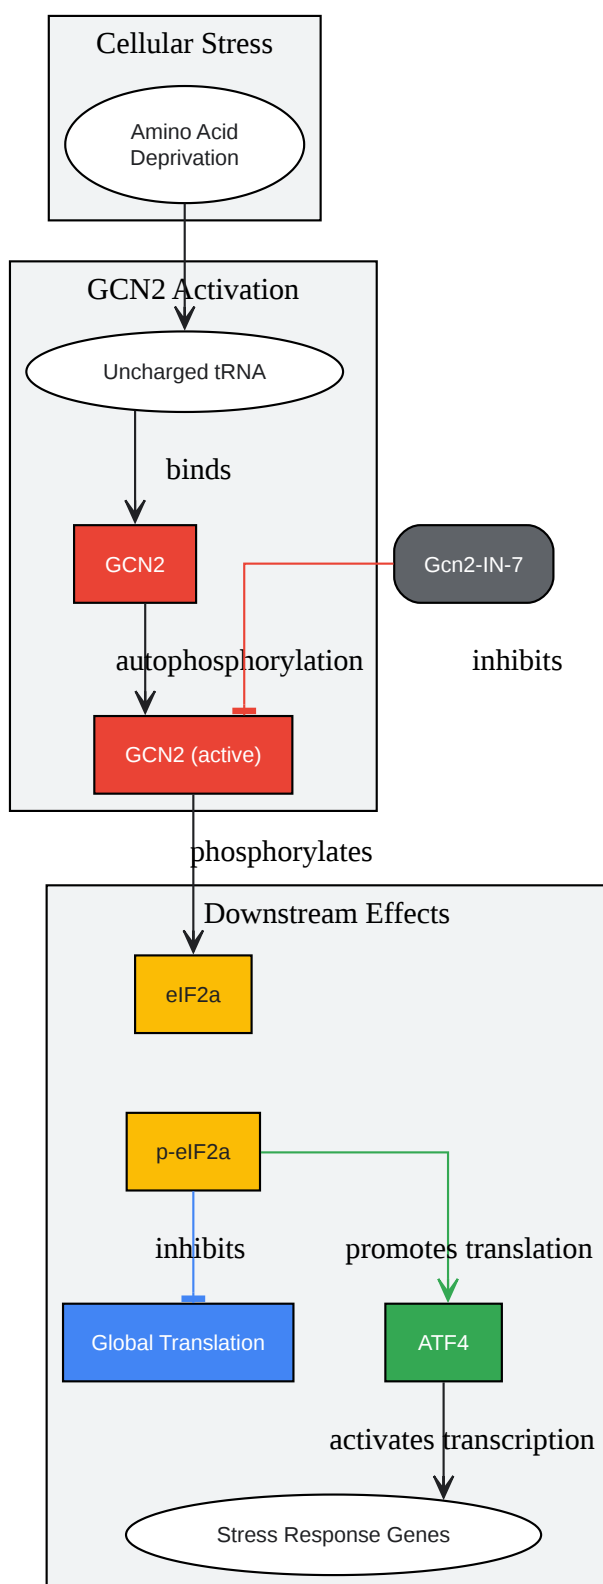 Cellular Stress
Amino Acid
Deprivation
GCN2 Activation
Uncharged tRNA
binds
GCN2
Gcn2-IN-7
autophosphorylation
inhibits
GCN2 (active)
phosphorylates
Downstream Effects
eIF2a
p-eIF2a
inhibits
promotes translation
Global Translation
ATF4
activates transcription
Stress Response Genes